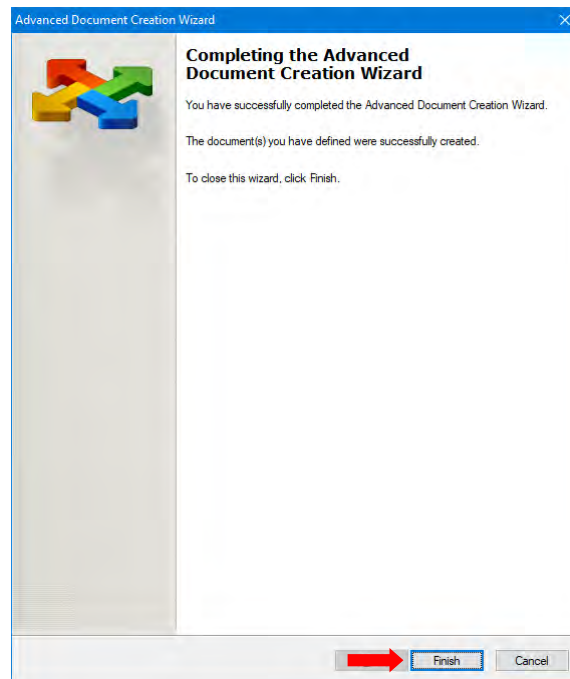 Advanced Document Creation Wizard
Completing the Advanced
Document Creation Wizard
You have successfully completed the Advanced Document Creation Wizard.
The document(s) you have defined were successfully created.
To close this wizard, click Finish.
Finish
Cancel